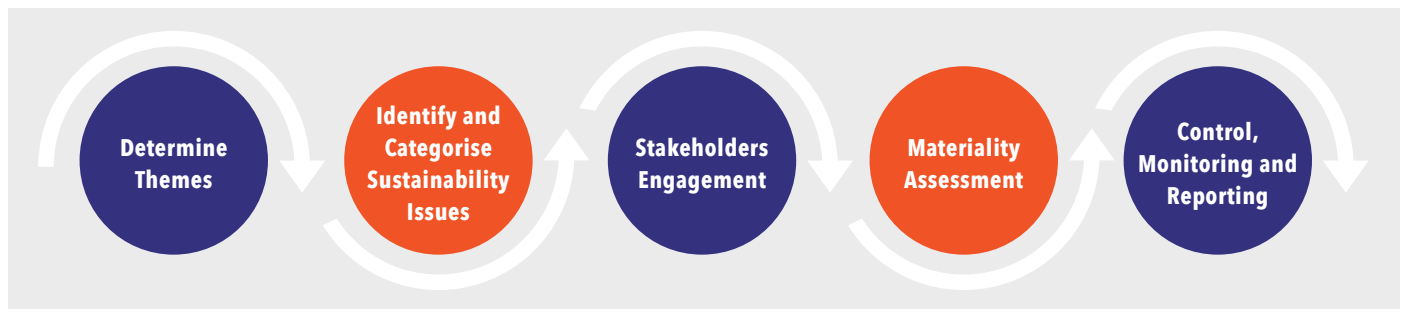 Determine
Themes
Identify and
Categorise
Sustainability
Issues
Stakeholders
Engagement
Materiality
Assessment
Control,
Monitoring and
Reporting